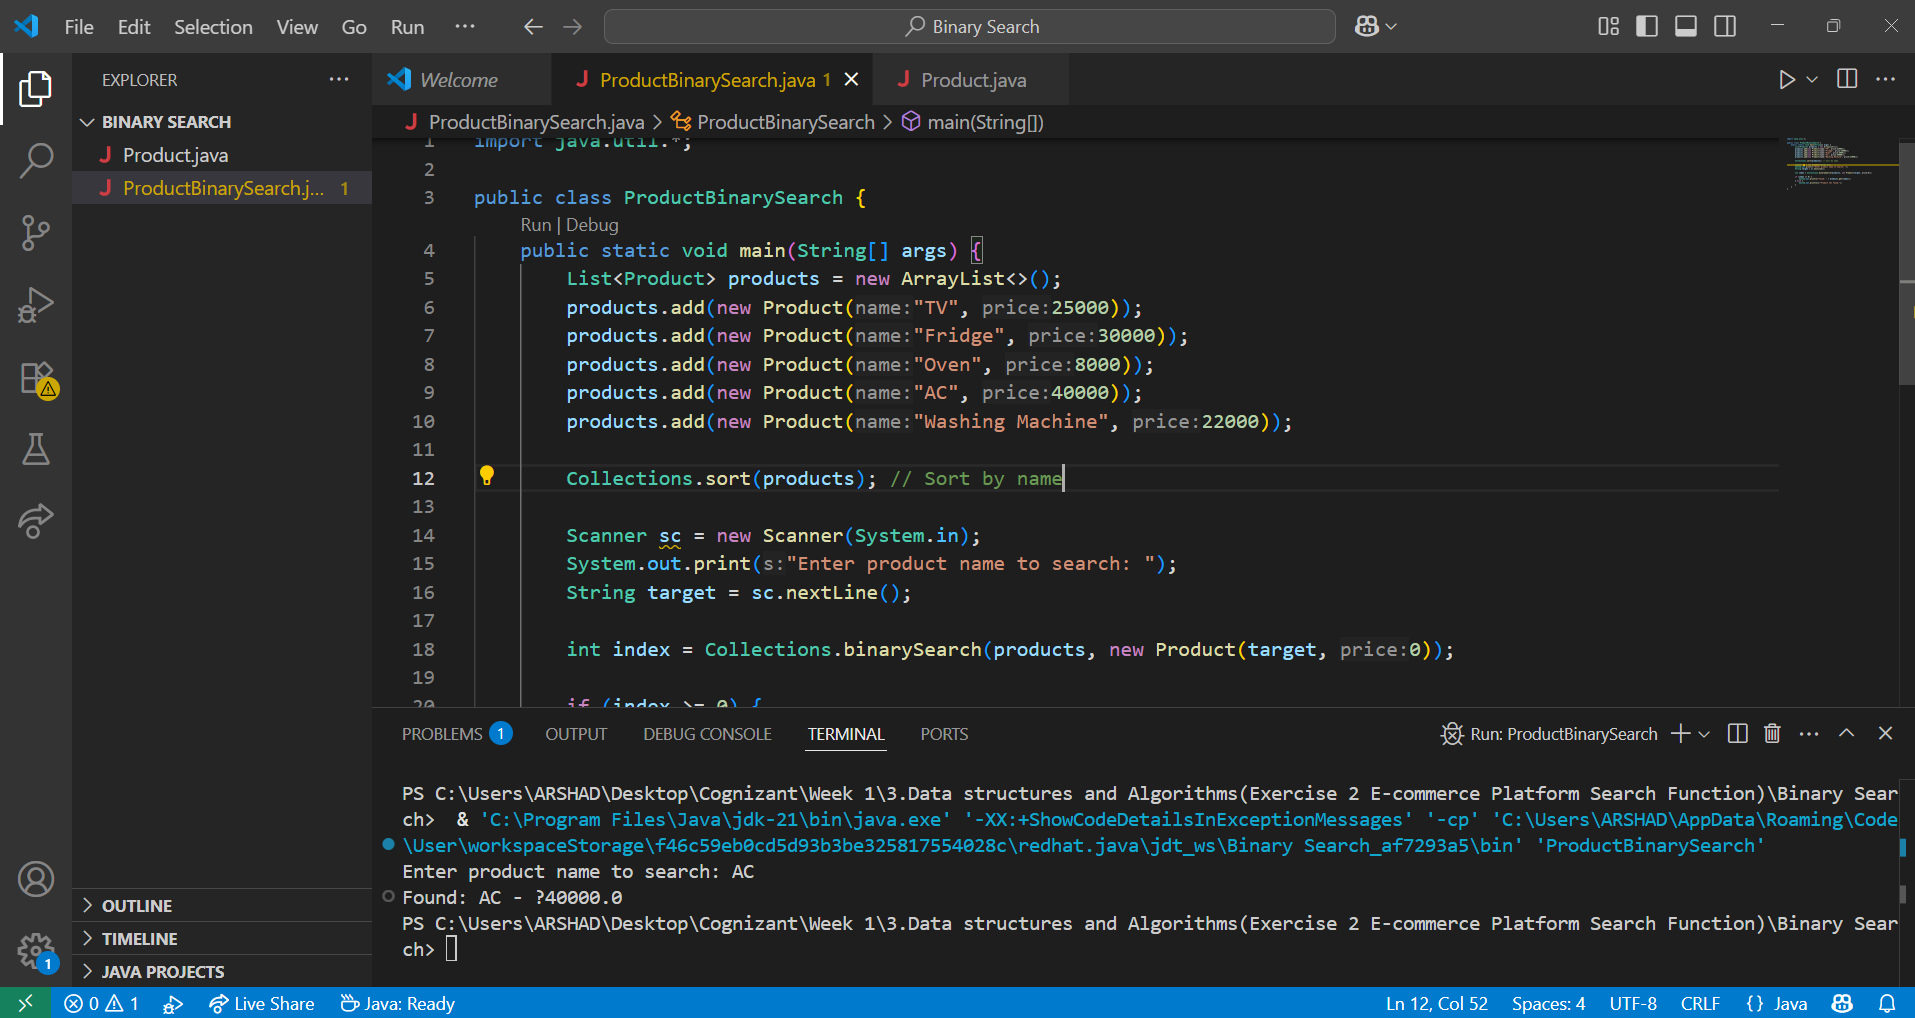 File Edit Selection View Go Run ··· Binary Search
EXPLORER ···
BINARY SEARCH
J Product.java
J ProductBinarySearch.j... 1
OUTLINE
TIMELINE
JAVA PROJECTS
1
Welcome J ProductBinarySearch.java 1 J Product.java
J ProductBinarySearch.java > ProductBinarySearch > main(String[])
1 import java.util.*;
2
3 public class ProductBinarySearch {
Run | Debug
4 public static void main(String[] args) {
5 List<Product> products = new ArrayList<>();
6 products.add(new Product(name:"TV", price:25000));
7 products.add(new Product(name:"Fridge", price:30000));
8 products.add(new Product(name:"Oven", price:8000));
9 products.add(new Product(name:"AC", price:40000));
10 products.add(new Product(name:"Washing Machine", price:22000));
11
12 Collections.sort(products); // Sort by name
13
14 Scanner sc = new Scanner(System.in);
15 System.out.print(s:"Enter product name to search: ");
16 String target = sc.nextLine();
17
18 int index = Collections.binarySearch(products, new Product(target, price:0));
19
20 if (index >= 0) {
PROBLEMS 1 OUTPUT DEBUG CONSOLE TERMINAL PORTS Run: ProductBinarySearch
PS C:\Users\ARSHAD\Desktop\Cognizant\Week 1\3.Data structures and Algorithms(Exercise 2 E-commerce Platform Search Function)\Binary Sear
ch> & 'C:\Program Files\Java\jdk-21\bin\java.exe' '-XX:+ShowCodeDetailsInExceptionMessages' '-cp' 'C:\Users\ARSHAD\AppData\Roaming\Code
\User\workspaceStorage\f46c59eb0cd5d93b3be325817554028c\redhat.java\jdt_ws\Binary Search_af7293a5\bin' 'ProductBinarySearch'
Enter product name to search: AC
Found: AC - ?40000.0
PS C:\Users\ARSHAD\Desktop\Cognizant\Week 1\3.Data structures and Algorithms(Exercise 2 E-commerce Platform Search Function)\Binary Sear
ch>
0 1 Live Share Java: Ready Ln 12, Col 52 Spaces: 4 UTF-8 CRLF {} Java